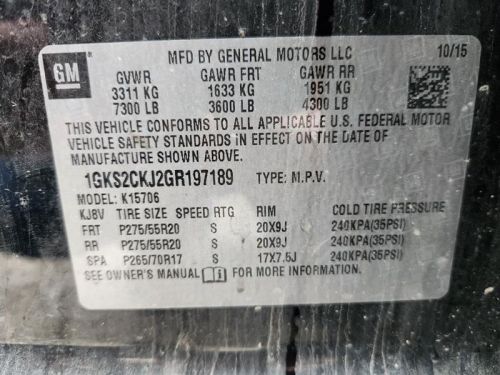 GM
MFD BY GENERAL MOTORS LLC 10/15
GVWR GAWR FRT GAWR RR
3311 KG 1633 KG 1951 KG
7300 LB 3600 LB 4300 LB
THIS VEHICLE CONFORMS TO ALL APPLICABLE U.S. FEDERAL MOTOR
VEHICLE SAFETY STANDARDS IN EFFECT ON THE DATE OF
MANUFACTURE SHOWN ABOVE.
1GKS2CKJ2GR197189 TYPE: M.P.V.
MODEL: K15706
KJ8V TIRE SIZE SPEED RTG RIM COLD TIRE PRESSURE
FRT P275/55R20 S 20X9J 240KPA(35PSI)
RR P275/55R20 S 20X9J 240KPA(35PSI)
SPA P265/70R17 S 17X7.5J 240KPA(35PSI)
SEE OWNER'S MANUAL FOR MORE INFORMATION.